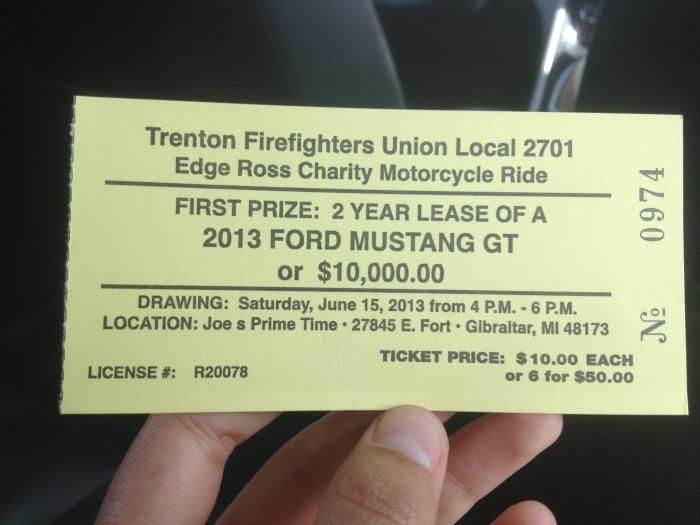 Trenton Firefighters Union Local 2701
Edge Ross Charity Motorcycle Ride
FIRST PRIZE: 2 YEAR LEASE OF A
2013 FORD MUSTANG GT
or $10,000.00
DRAWING: Saturday, June 15, 2013 from 4 P.M. - 6 P.M.
LOCATION: Joe s Prime Time • 27845 E. Fort • Gibraltar, MI 48173
TICKET PRICE: $10.00 EACH
or 6 for $50.00
LICENSE #: R20078
№ 0974